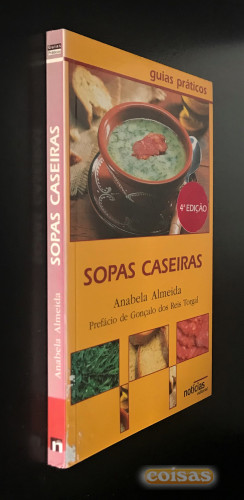 guias práticos
4ª EDIÇÃO
SOPAS CASEIRAS
Anabela Almeida
Prefácio de Gonçalo dos Reis Torgal
notícias
SOPAS CASEIRAS
Anabela Almeida
n
coisas